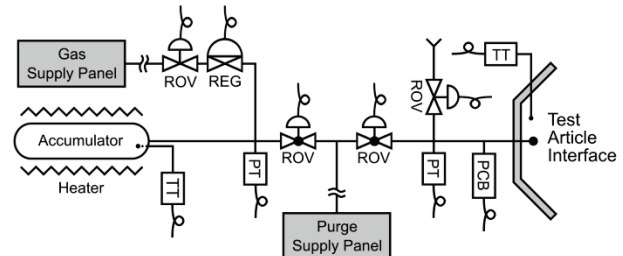 Gas
Supply Panel
ROV
REG
ROV
TT
Accumulator
Heater
TT
PT
ROV
ROV
PT
PCB
Test
Article
Interface
Purge
Supply Panel